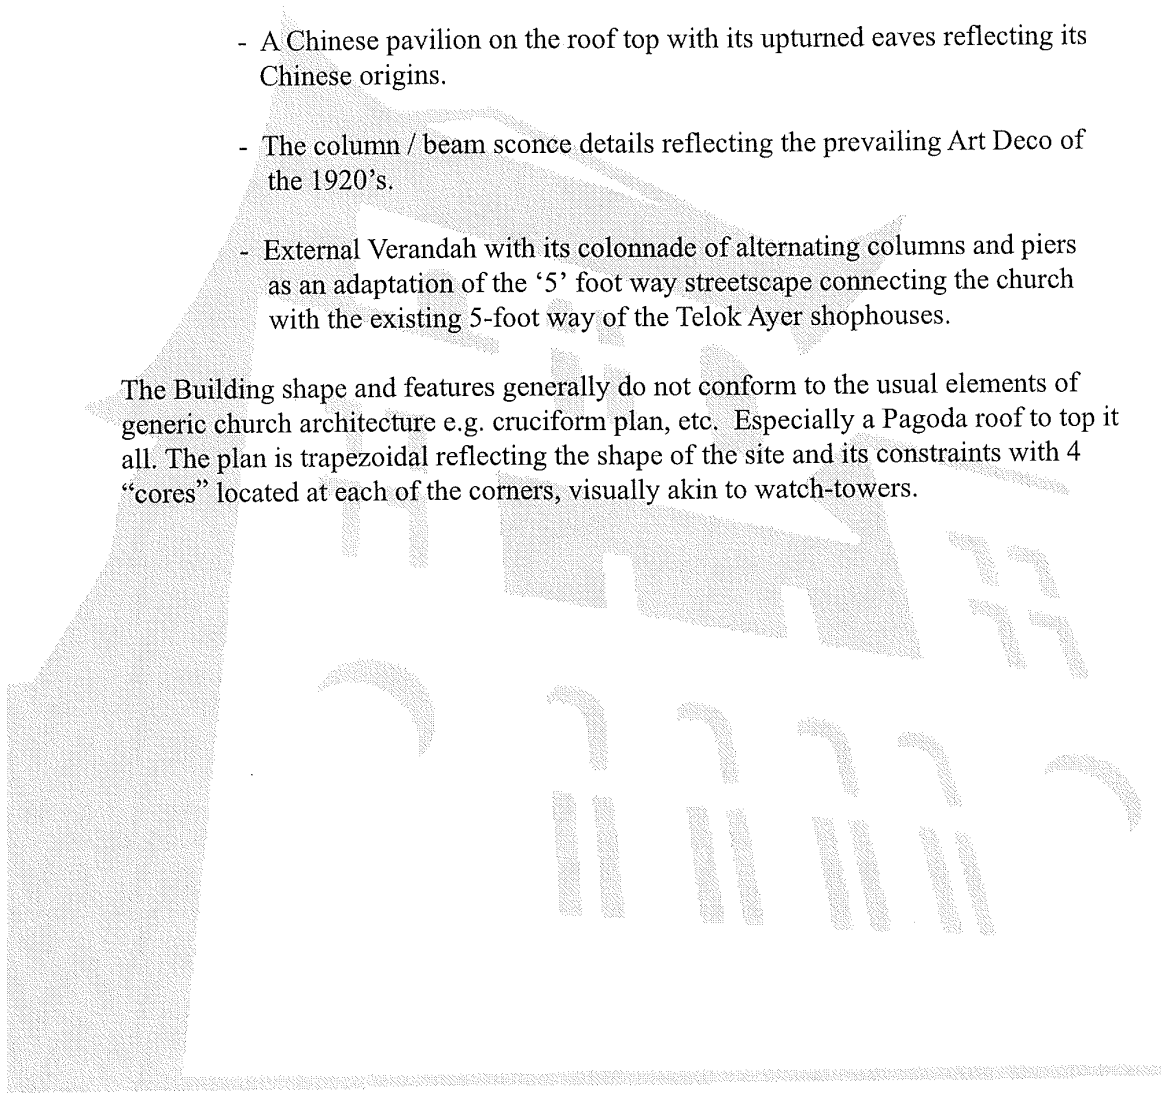 - A Chinese pavilion on the roof top with its upturned eaves reflecting its
Chinese origins.
- The column / beam sconce details reflecting the prevailing Art Deco of
the 1920’s.
- External Verandah with its colonnade of alternating columns and piers
as an adaptation of the ‘5’ foot way streetscape connecting the church
with the existing 5-foot way of the Telok Ayer shophouses.
The Building shape and features generally do not conform to the usual elements of
generic church architecture e.g. cruciform plan, etc. Especially a Pagoda roof to top it
all. The plan is trapezoidal reflecting the shape of the site and its constraints with 4
“cores” located at each of the corners, visually akin to watch-towers.